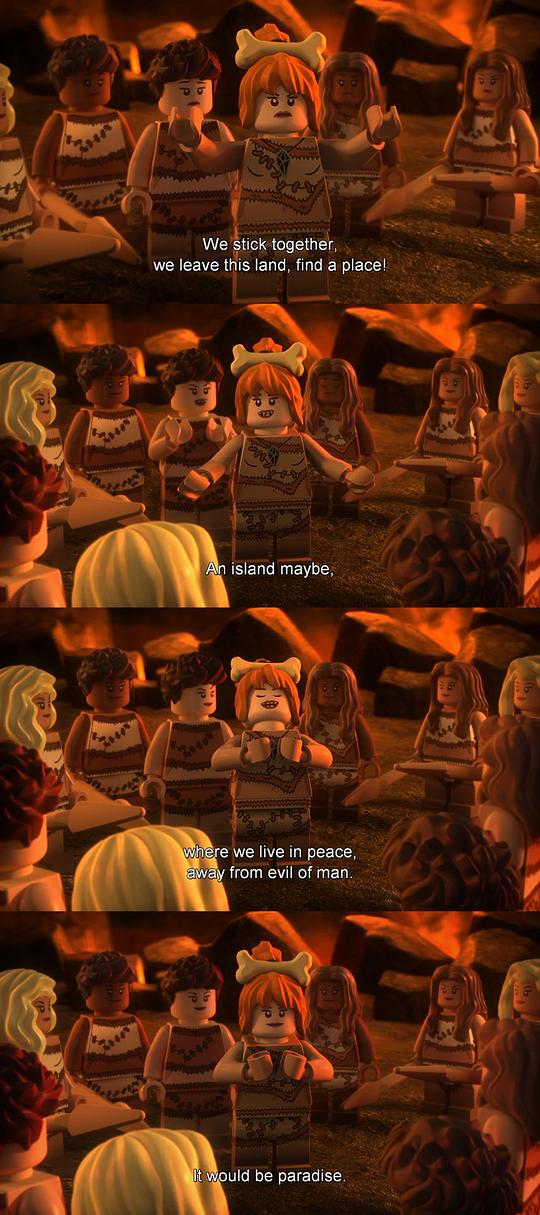 We stick together,
we leave this land, find a place!
An island maybe,
where we live in peace,
away from evil of man.
It would be paradise.